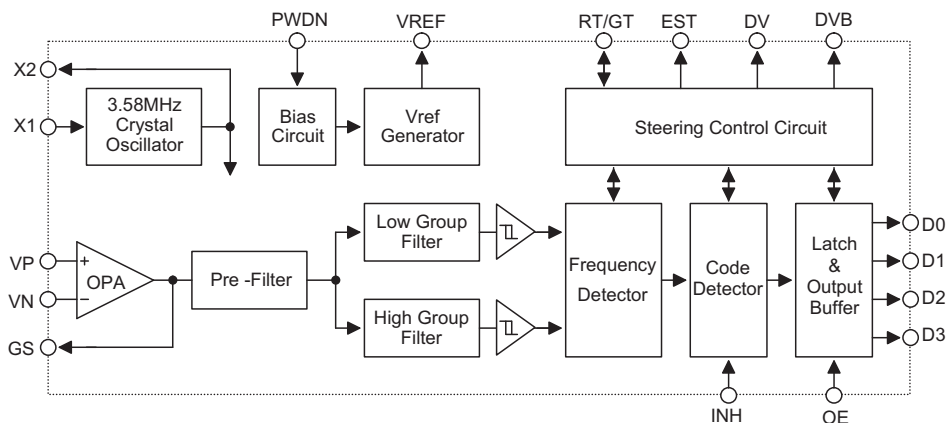 PWDN
VREF
RT/GT
EST
DV
DVB
X2
X1
3.58MHz
Crystal
Oscillator
Bias
Circuit
Vref
Generator
Steering Control Circuit
VP
VN
GS
+
−
OPA
Pre -Filter
Low Group
Filter
High Group
Filter
Frequency
Detector
Code
Detector
Latch
&
Output
Buffer
D0
D1
D2
D3
INH
OE